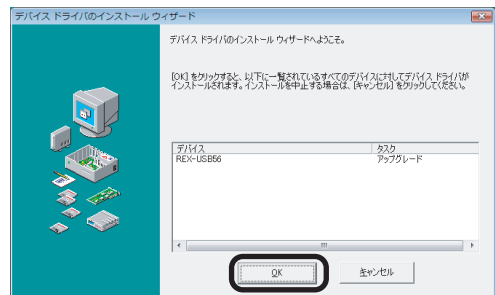 デバイス ドライバのインストール ウィザード
デバイス ドライバのインストール ウィザードへようこそ。
[OK] をクリックすると、以下に一覧されているすべてのデバイスに対してデバイス ドライバが
インストールされます。インストールを中止する場合は、[キャンセル] をクリックしてください。
デバイス タスク
REX-USB56 アップグレード
OK キャンセル